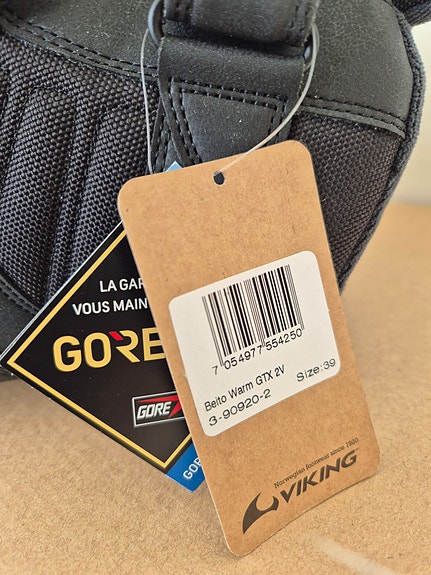 LA GAR
VOUS MAIN
GORE
GORE
GOR
7 054977 554250
Beito Warm GTX 2V
3-90920-2 Size:39
Norwegian footwear since 1920
VIKING